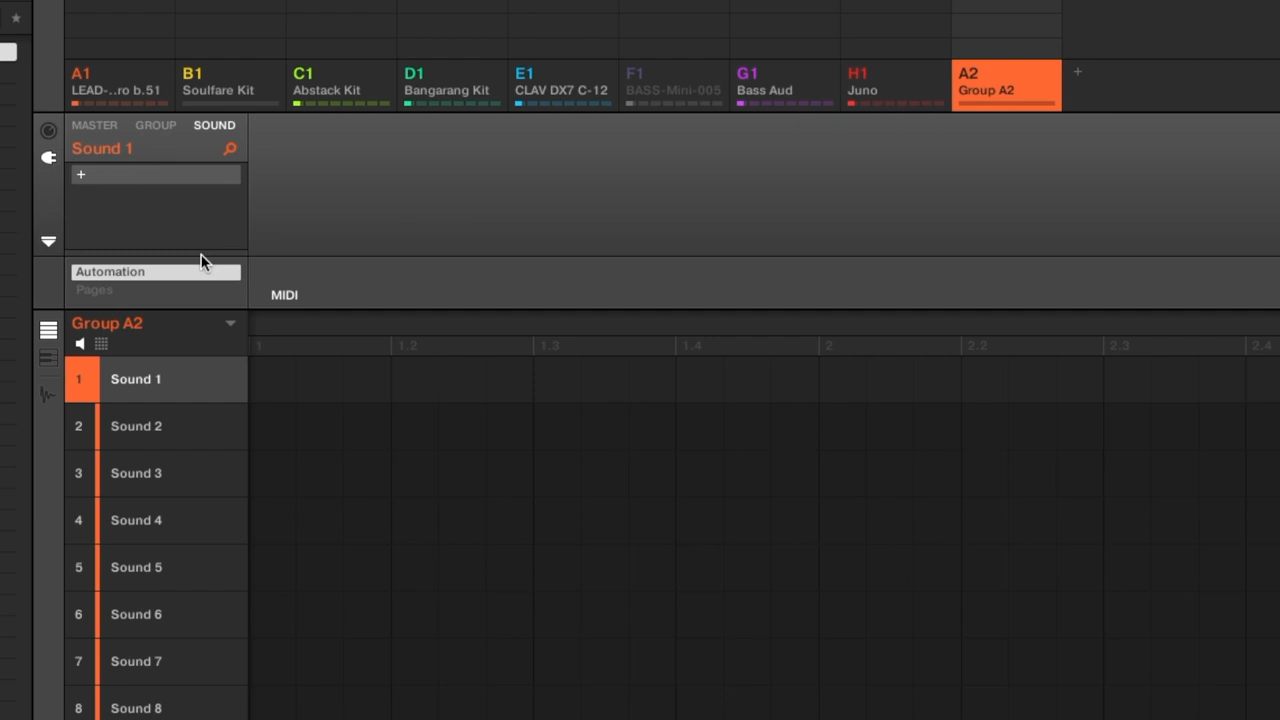 A1 B1 C1 D1 E1 F1 G1 H1 A2 +
LEAD-...ro b.51 Soulfare Kit Abstack Kit Bangarang Kit CLAV DX7 C-12 BASS-Mini-005 Bass Aud Juno Group A2
MASTER GROUP SOUND
Sound 1
+
Automation
Pages
MIDI
Group A2
1 1.2 1.3 1.4 2 2.2 2.3 2.4
1 Sound 1
2 Sound 2
3 Sound 3
4 Sound 4
5 Sound 5
6 Sound 6
7 Sound 7
8 Sound 8